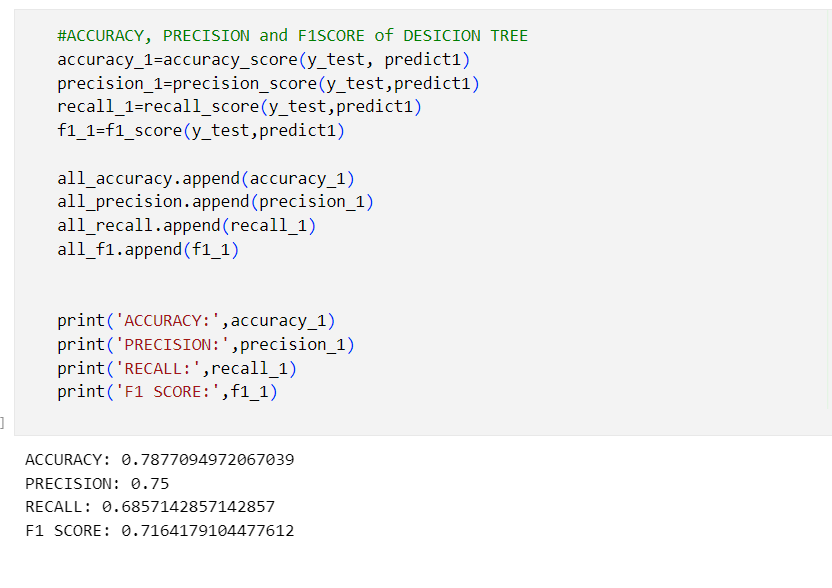 #ACCURACY, PRECISION and F1SCORE of DESICION TREE
accuracy_1=accuracy_score(y_test, predict1)
precision_1=precision_score(y_test,predict1)
recall_1=recall_score(y_test,predict1)
f1_1=f1_score(y_test,predict1)
all_accuracy.append(accuracy_1)
all_precision.append(precision_1)
all_recall.append(recall_1)
all_f1.append(f1_1)
print('ACCURACY:',accuracy_1)
print('PRECISION:',precision_1)
print('RECALL:',recall_1)
print('F1 SCORE:',f1_1)
]
ACCURACY: 0.7877094972067039
PRECISION: 0.75
RECALL: 0.6857142857142857
F1 SCORE: 0.7164179104477612